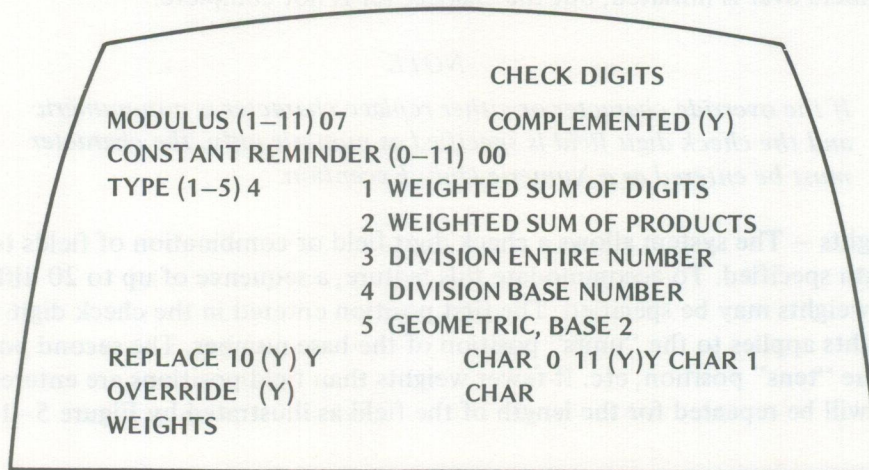 CHECK DIGITS
MODULUS (1–11) 07 COMPLEMENTED (Y)
CONSTANT REMINDER (0–11) 00
TYPE (1–5) 4 1 WEIGHTED SUM OF DIGITS
2 WEIGHTED SUM OF PRODUCTS
3 DIVISION ENTIRE NUMBER
4 DIVISION BASE NUMBER
5 GEOMETRIC, BASE 2
REPLACE 10 (Y) Y CHAR 0 11 (Y) Y CHAR 1
OVERRIDE (Y) CHAR
WEIGHTS